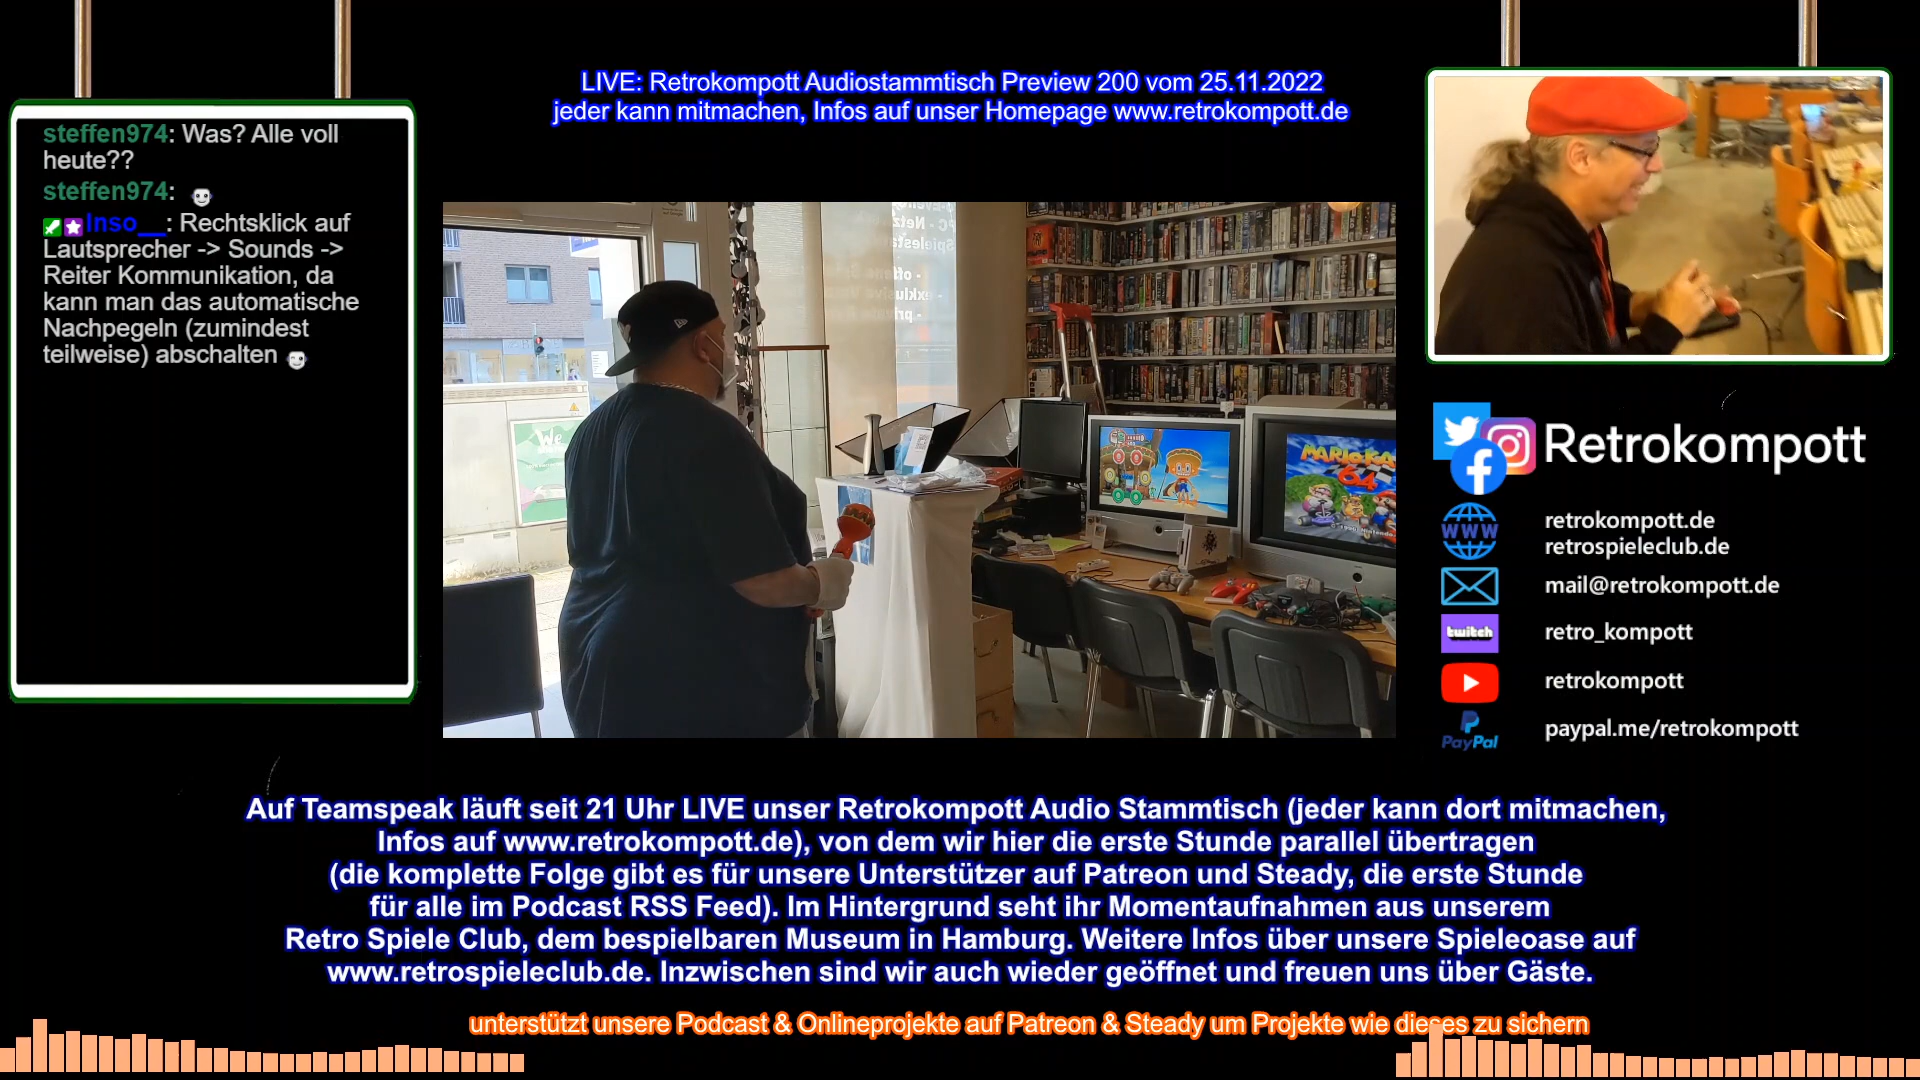 LIVE: Retrokompott Audiostammtisch Preview 200 vom 25.11.2022
jeder kann mitmachen, Infos auf unser Homepage www.retrokompott.de
steffen974: Was? Alle voll
heute??
steffen974:
Inso__: Rechtsklick auf
Lautsprecher -> Sounds ->
Reiter Kommunikation, da
kann man das automatische
Nachpegeln (zumindest
teilweise) abschalten
We
MARIO KA
64
Retrokompott
WWW
retrokompott.de
retrospieleclub.de
mail@retrokompott.de
twitch
retro_kompott
retrokompott
PayPal
paypal.me/retrokompott
Auf Teamspeak läuft seit 21 Uhr LIVE unser Retrokompott Audio Stammtisch (jeder kann dort mitmachen,
Infos auf www.retrokompott.de), von dem wir hier die erste Stunde parallel übertragen
(die komplette Folge gibt es für unsere Unterstützer auf Patreon und Steady, die erste Stunde
für alle im Podcast RSS Feed). Im Hintergrund seht ihr Momentaufnahmen aus unserem
Retro Spiele Club, dem bespielbaren Museum in Hamburg. Weitere Infos über unsere Spieleoase auf
www.retrospieleclub.de. Inzwischen sind wir auch wieder geöffnet und freuen uns über Gäste.
unterstützt unsere Podcast & Onlineprojekte auf Patreon & Steady um Projekte wie dieses zu sichern